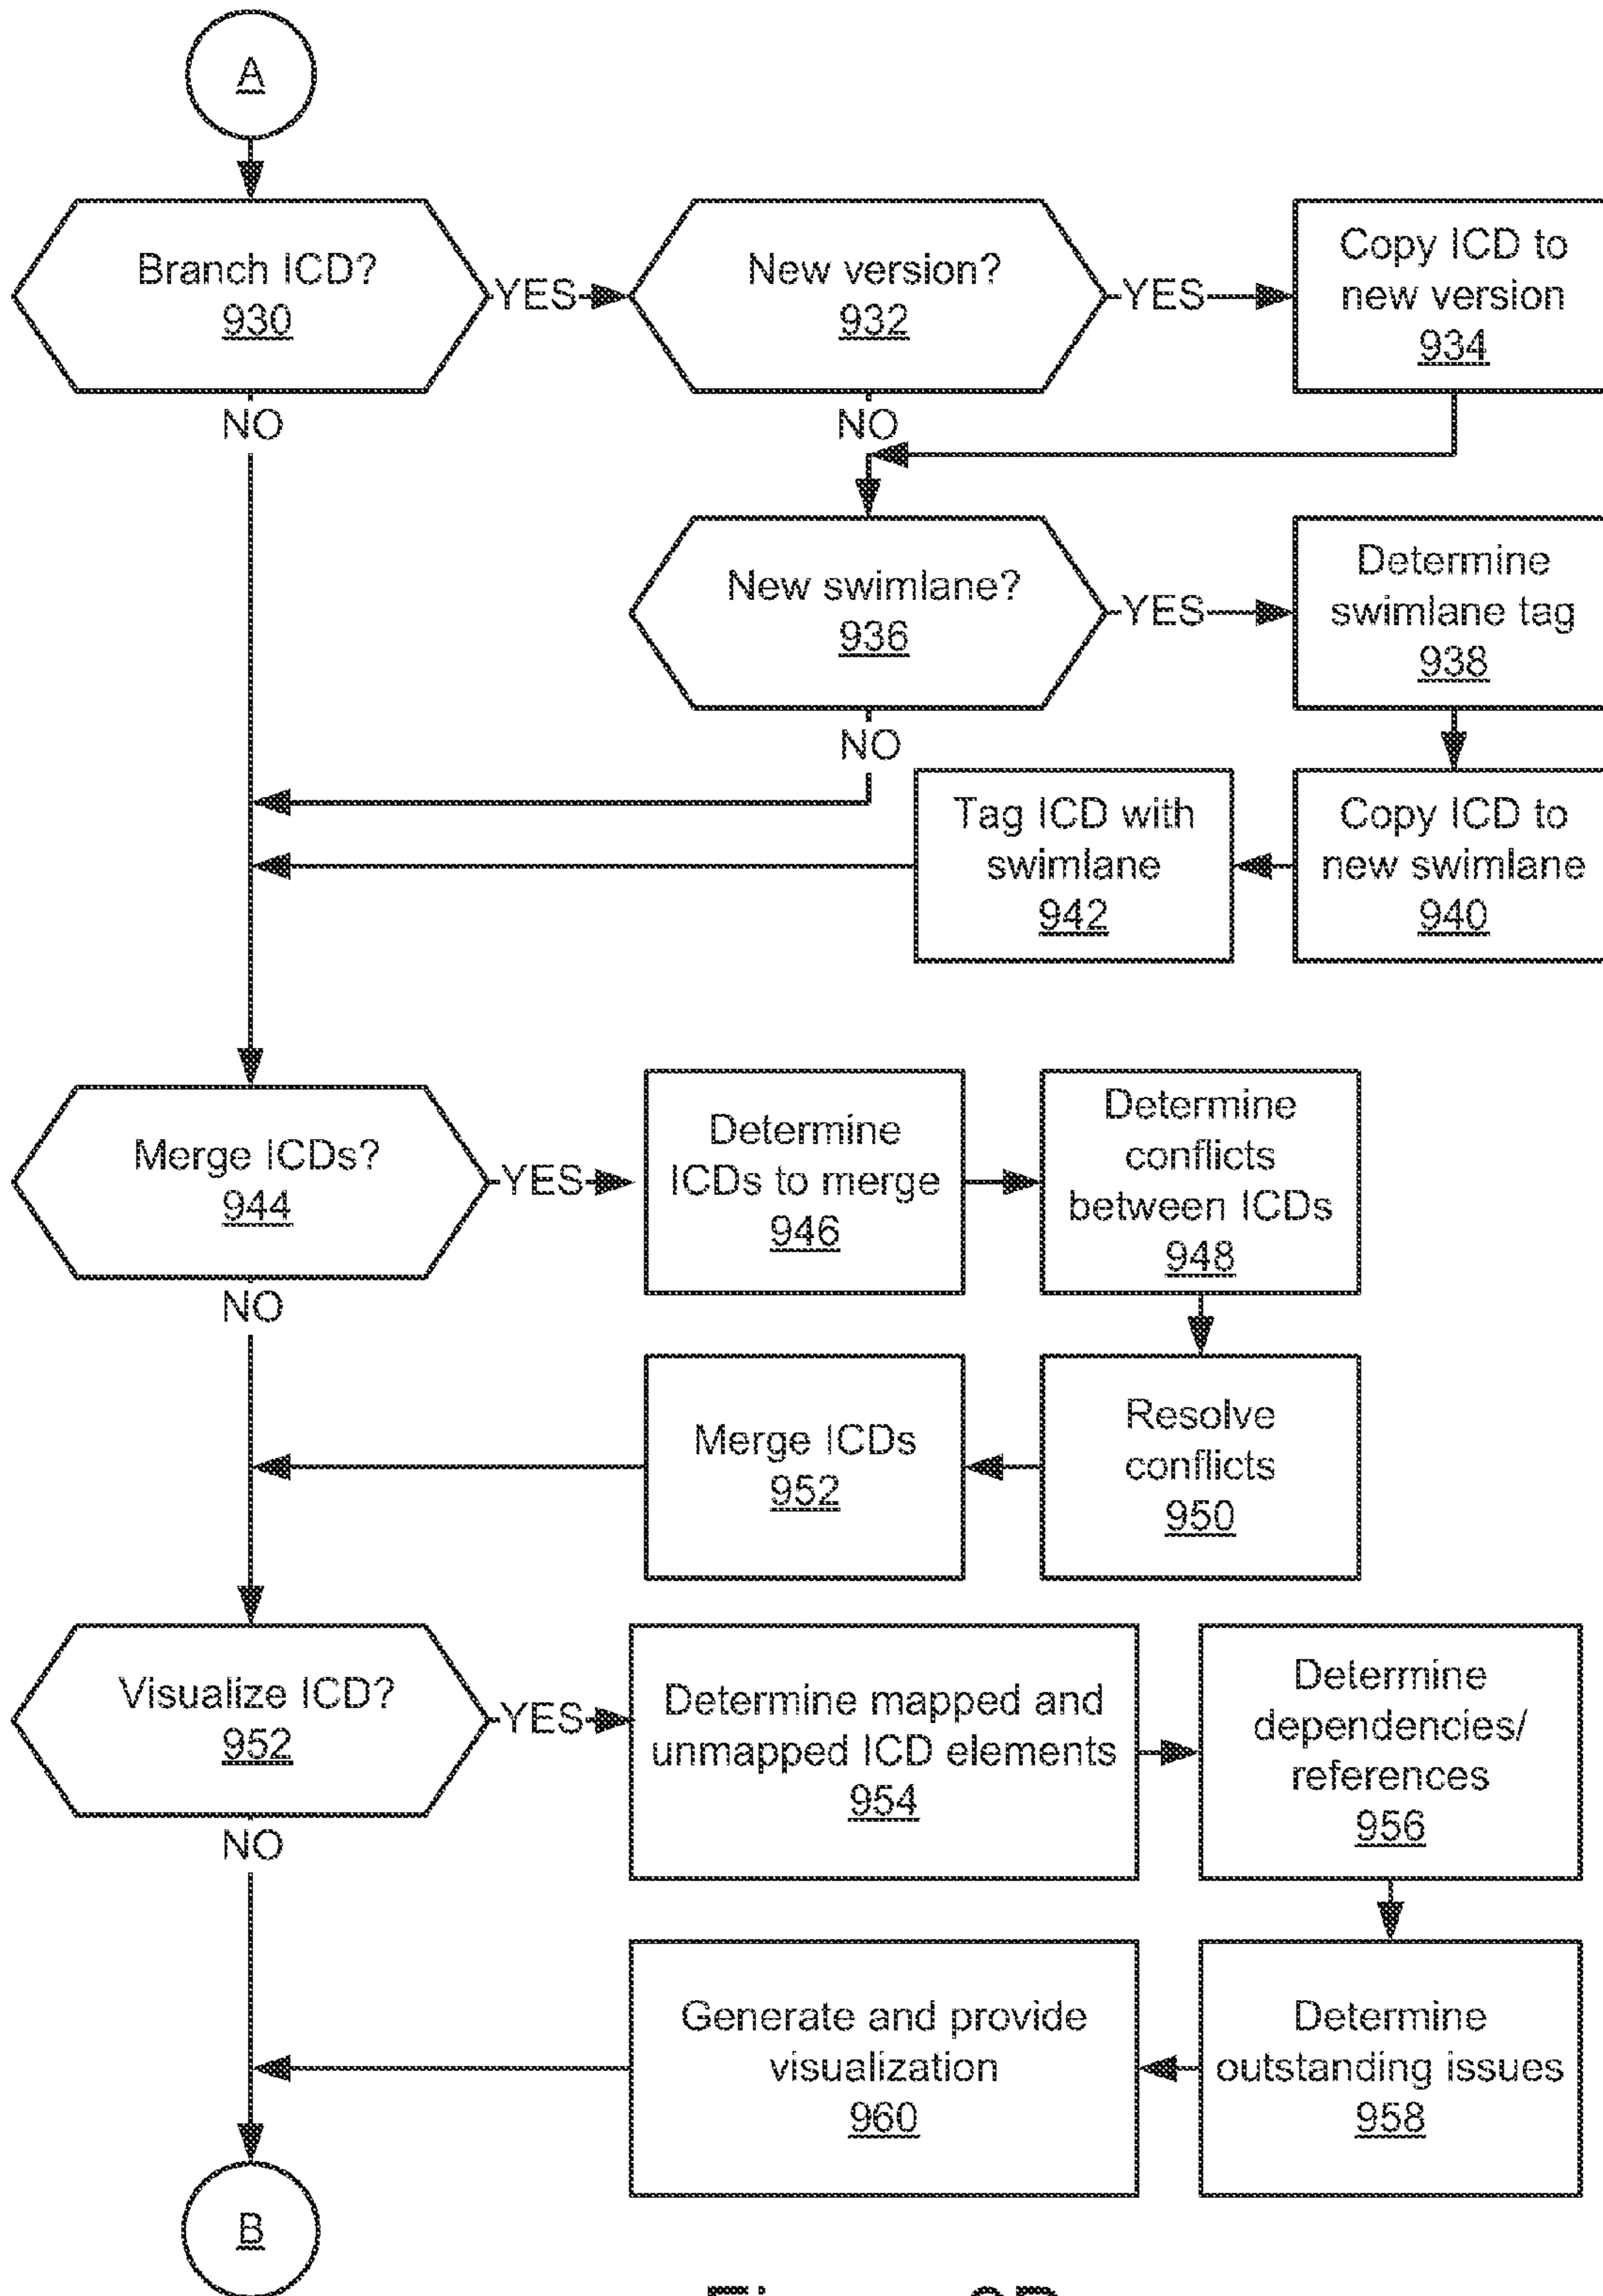 A
Branch ICD?
930
YES
New version?
932
YES
Copy ICD to
new version
934
NO
NO
New swimlane?
936
YES
Determine
swimlane tag
938
NO
Tag ICD with
swimlane
942
Copy ICD to
new swimlane
940
Merge ICDs?
944
YES
Determine
ICDs to merge
946
Determine
conflicts
between ICDs
948
NO
Merge ICDs
952
Resolve
conflicts
950
Visualize ICD?
952
YES
Determine mapped and
unmapped ICD elements
954
Determine
dependencies/
references
956
NO
Generate and provide
visualization
960
Determine
outstanding issues
958
B